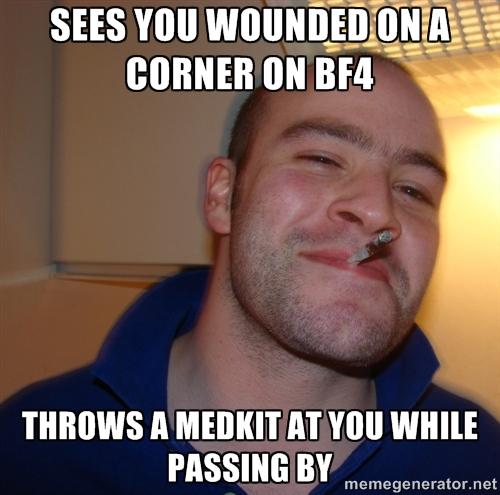 SEES YOU WOUNDED ON A
CORNER ON BF4
THROWS A MEDKIT AT YOU WHILE
PASSING BY
memegenerator.net